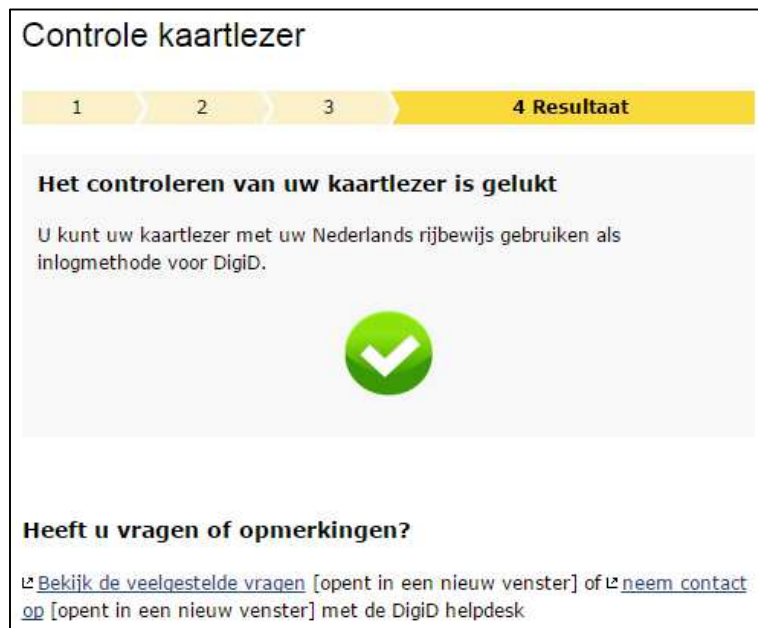 Controle kaartlezer
1 2 3 4 Resultaat
Het controleren van uw kaartlezer is gelukt
U kunt uw kaartlezer met uw Nederlands rijbewijs gebruiken als
inlogmethode voor DigiD.
Heeft u vragen of opmerkingen?
Bekijk de veelgestelde vragen [opent in een nieuw venster] of neem contact
op [opent in een nieuw venster] met de DigiD helpdesk